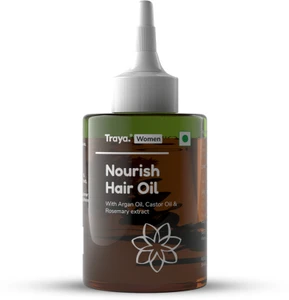 Traya. Women
Nourish
Hair Oil
With Argan Oil, Castor Oil &
Rosemary extract